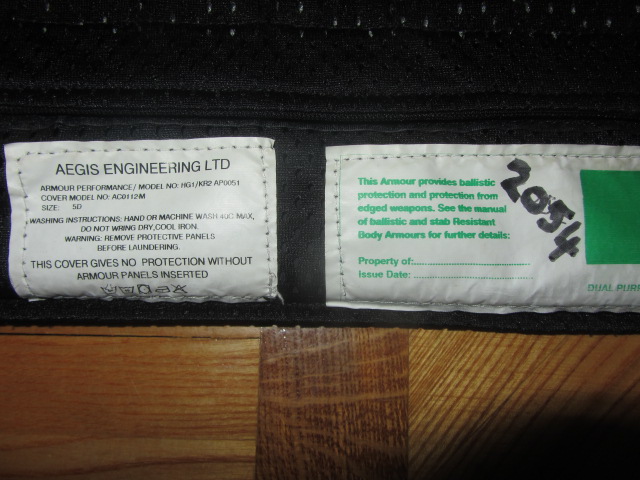 AEGIS ENGINEERING LTD
ARMOUR PERFORMANCE/ MODEL NO: HG1/KR2 AP0051
COVER MODEL NO: AC0112M
SIZE: 5D
WASHING INSTRUCTIONS: HAND OR MACHINE WASH 40C MAX,
DO NOT WRING DRY, COOL IRON.
WARNING: REMOVE PROTECTIVE PANELS
BEFORE LAUNDERING.
THIS COVER GIVES NO PROTECTION WITHOUT
ARMOUR PANELS INSERTED
This Armour provides ballistic
protection and protection from
edged weapons. See the manual
of ballistic and stab Resistant
Body Armours for further details:
Property of:
Issue Date:
2054
DUAL